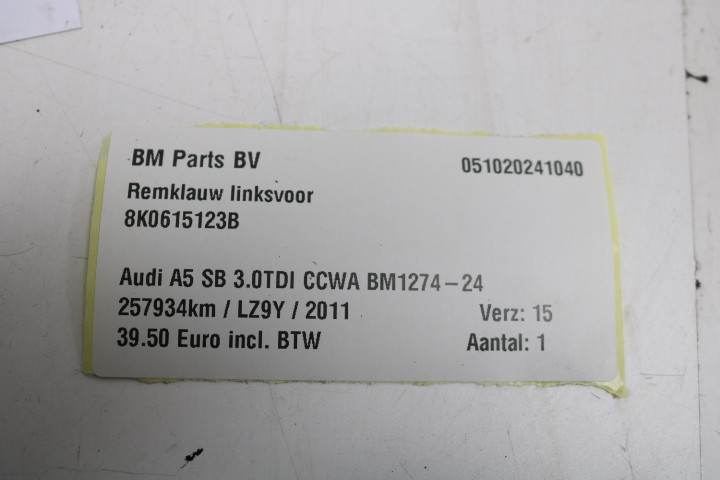 BM Parts BV 051020241040
Remklauw linksvoor
8K0615123B
Audi A5 SB 3.0TDI CCWA BM1274-24
257934km / LZ9Y / 2011 Verz: 15
39.50 Euro incl. BTW Aantal: 1